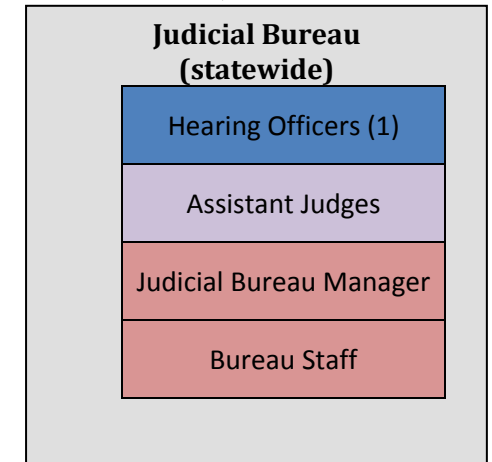 Judicial Bureau
(statewide)
Hearing Officers (1)
Assistant Judges
Judicial Bureau Manager
Bureau Staff